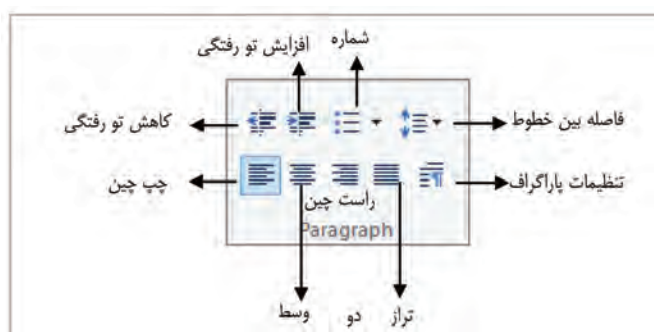 شماره
افزایش تو رفتگی
فاصله بین خطوط
کاهش تو رفتگی
تنظیمات پاراگراف
چپ چین
راست چین
Paragraph
تراز دو وسط